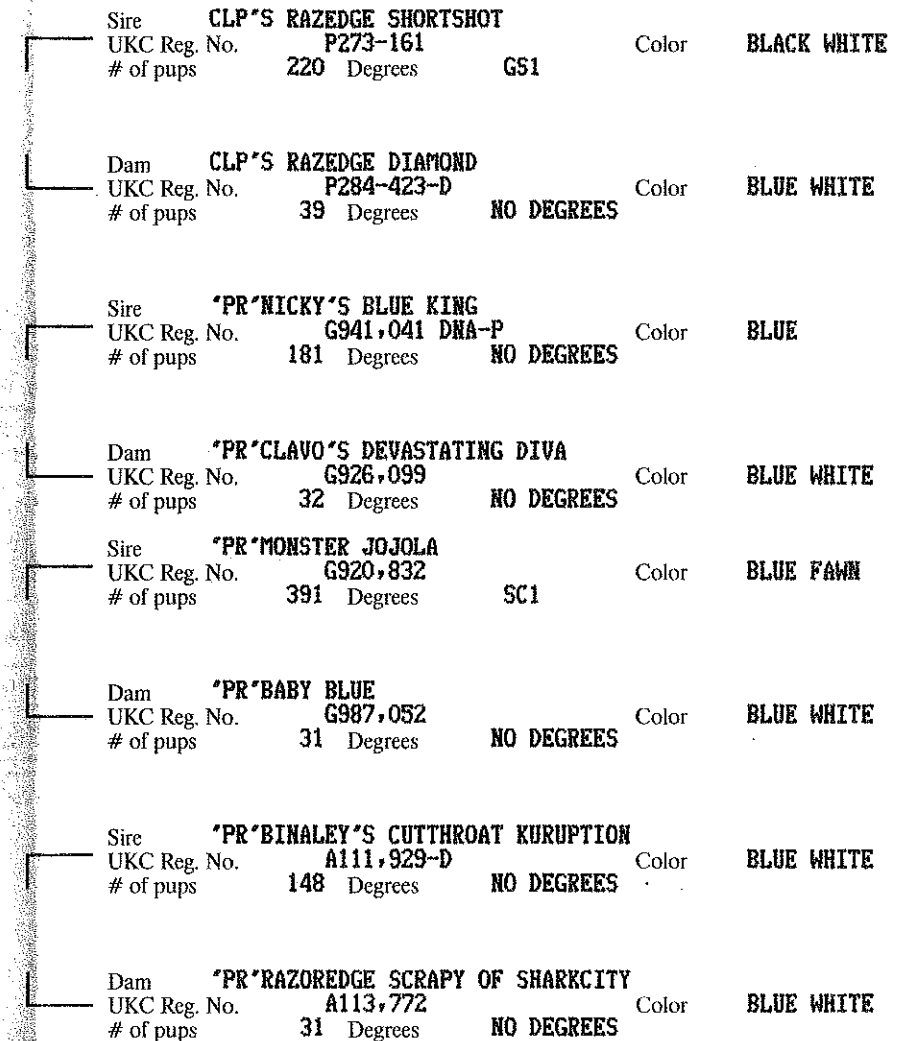 Sire CLP'S RAZEDGE SHORTSHOT
UKC Reg. No. P273-161 Color BLACK WHITE
# of pups 220 Degrees GS1
Dam CLP'S RAZEDGE DIAMOND
UKC Reg. No. P284-423-D Color BLUE WHITE
# of pups 39 Degrees NO DEGREES
Sire 'PR'NICKY'S BLUE KING
UKC Reg. No. G941,041 DNA-P Color BLUE
# of pups 181 Degrees NO DEGREES
Dam 'PR'CLAVO'S DEVASTATING DIVA
UKC Reg. No. G926,099 Color BLUE WHITE
# of pups 32 Degrees NO DEGREES
Sire 'PR'MONSTER JOJOLA
UKC Reg. No. G920,832 Color BLUE FAWN
# of pups 391 Degrees SC1
Dam 'PR'BABY BLUE
UKC Reg. No. G987,052 Color BLUE WHITE
# of pups 31 Degrees NO DEGREES
Sire 'PR'BINALEY'S CUTTHROAT KURUPTION
UKC Reg. No. A111,929-D Color BLUE WHITE
# of pups 148 Degrees NO DEGREES
Dam 'PR'RAZOREDGE SCRAPY OF SHARKCITY
UKC Reg. No. A113,772 Color BLUE WHITE
# of pups 31 Degrees NO DEGREES